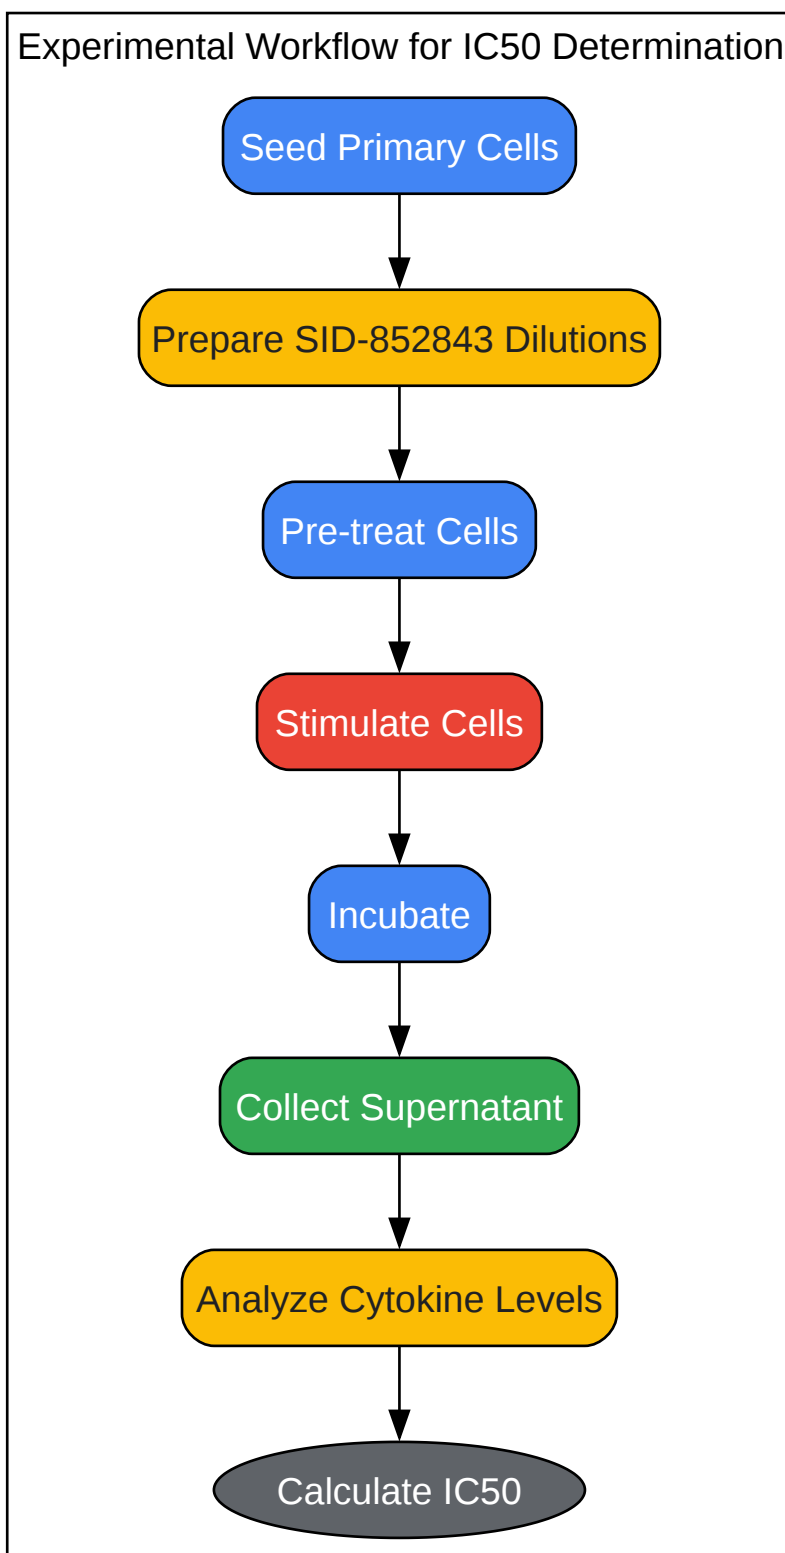 Experimental Workflow for IC50 Determination
Seed Primary Cells
Prepare SID-852843 Dilutions
Pre-treat Cells
Stimulate Cells
Incubate
Collect Supernatant
Analyze Cytokine Levels
Calculate IC50